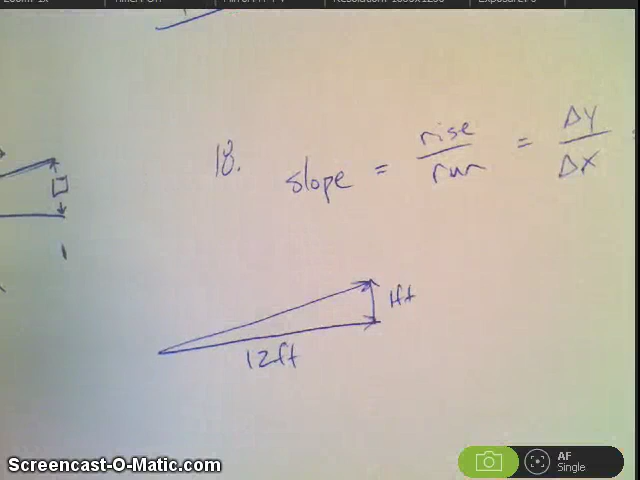 18. slope = rise/run = ΔY/ΔX
1ft
12ft
AF
Single
Screencast-O-Matic.com